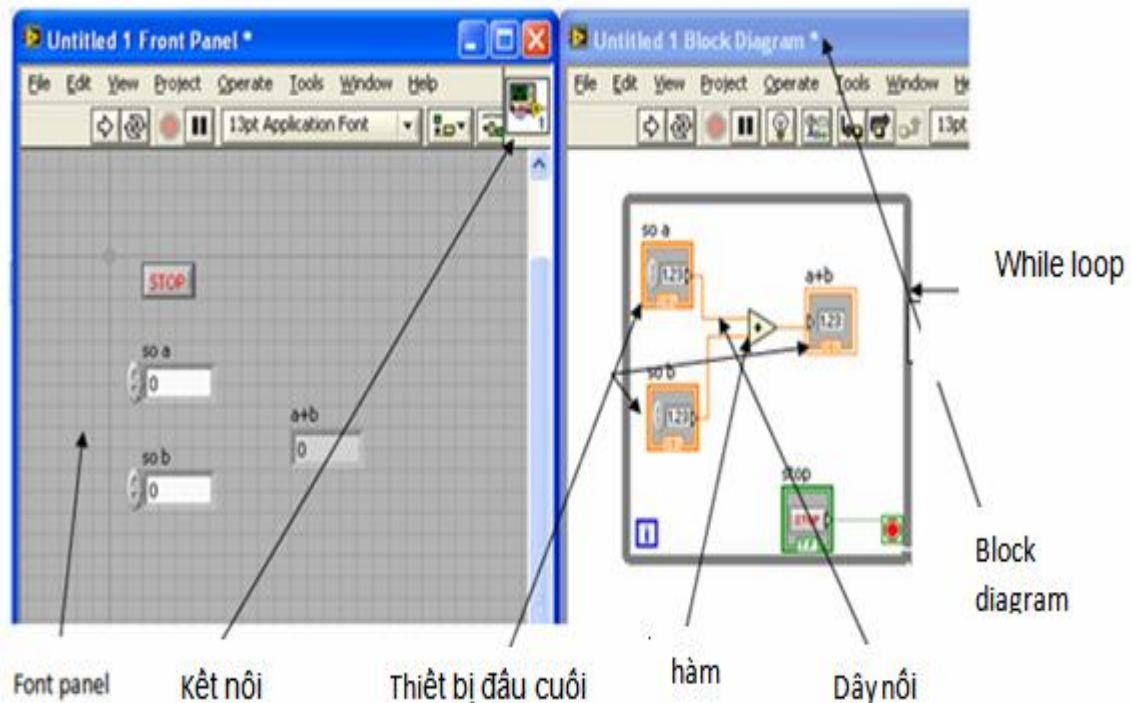 Untitled 1 Front Panel *
File Edit View Project Operate Tools Window Help
13pt Application Font
1
STOP
so a
0
a+b
0
so b
0
Untitled 1 Block Diagram *
File Edit View Project Operate Tools Window
13pt
so a
1.23
a+b
1.23
so b
1.23
stop
STOP
TF
i
While loop
Block
diagram
Font panel
Kết nối
Thiết bị đầu cuối
hàm
Dây nối